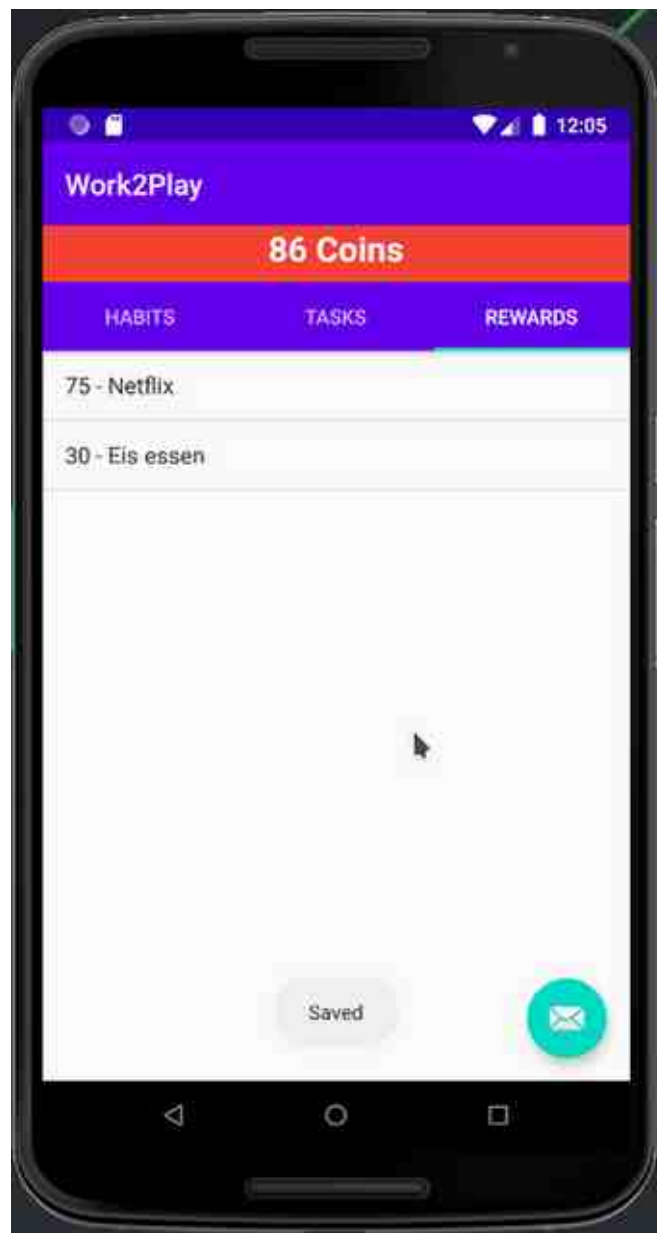 12:05
Work2Play
86 Coins
HABITS TASKS REWARDS
75 - Netflix
30 - Eis essen
Saved